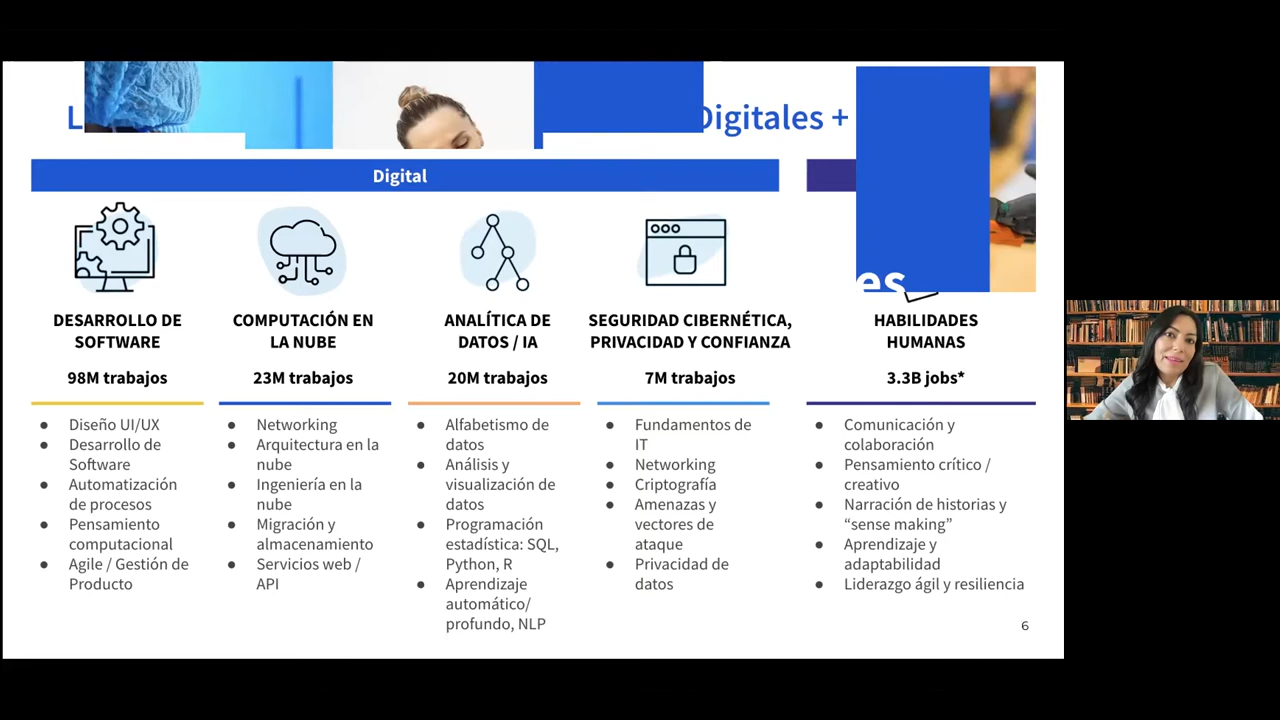 Digitales +
Digital
es
DESARROLLO DE
SOFTWARE
98M trabajos
Diseño UI/UX
Desarrollo de
Software
Automatización
de procesos
Pensamiento
computacional
Agile / Gestión de
Producto
COMPUTACIÓN EN
LA NUBE
23M trabajos
Networking
Arquitectura en la
nube
Ingeniería en la
nube
Migración y
almacenamiento
Servicios web /
API
ANALÍTICA DE
DATOS / IA
20M trabajos
Alfabetismo de
datos
Análisis y
visualización de
datos
Programación
estadística: SQL,
Python, R
Aprendizaje
automático/
profundo, NLP
SEGURIDAD CIBERNÉTICA,
PRIVACIDAD Y CONFIANZA
7M trabajos
Fundamentos de
IT
Networking
Criptografía
Amenazas y
vectores de
ataque
Privacidad de
datos
HABILIDADES
HUMANAS
3.3B jobs*
Comunicación y
colaboración
Pensamiento crítico /
creativo
Narración de historias y
“sense making”
Aprendizaje y
adaptabilidad
Liderazgo ágil y resiliencia
6